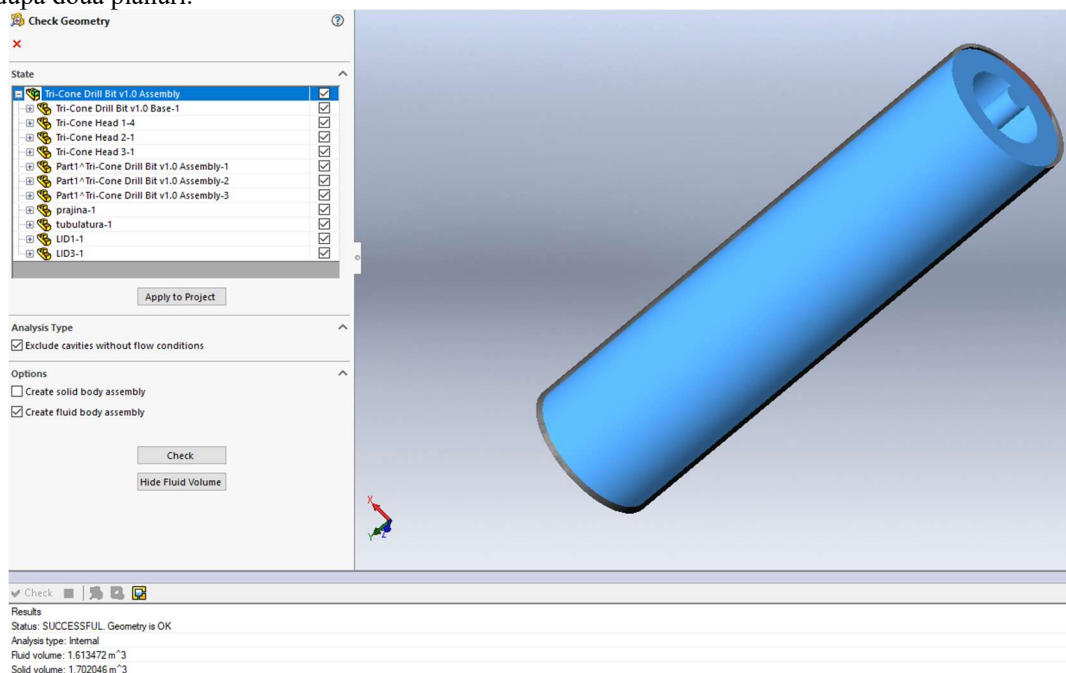 după două planuri.
Check Geometry
State
Tri-Cone Drill Bit v1.0 Assembly
Tri-Cone Drill Bit v1.0 Base-1
Tri-Cone Head 1-4
Tri-Cone Head 2-1
Tri-Cone Head 3-1
Part1^Tri-Cone Drill Bit v1.0 Assembly-1
Part1^Tri-Cone Drill Bit v1.0 Assembly-2
Part1^Tri-Cone Drill Bit v1.0 Assembly-3
prajina-1
tubulatura-1
LID1-1
LID3-1
Apply to Project
Analysis Type
Exclude cavities without flow conditions
Options
Create solid body assembly
Create fluid body assembly
Check
Hide Fluid Volume
X
Y
Z
Check
Results
Status: SUCCESSFUL. Geometry is OK
Analysis type: Internal
Fluid volume: 1.613472 m^3
Solid volume: 1.702046 m^3